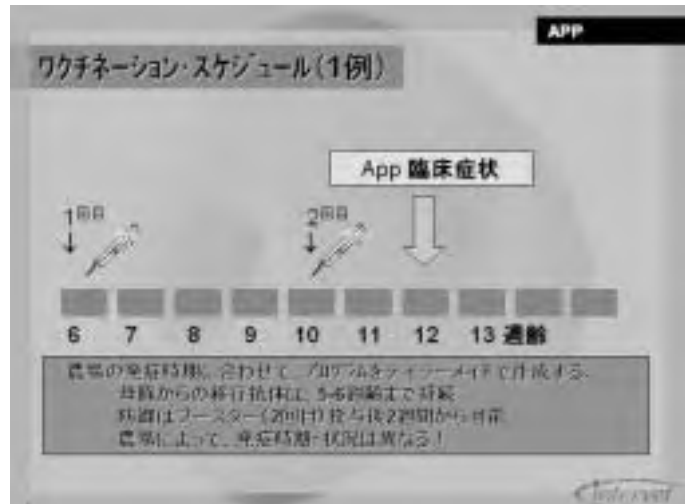 APP
ワクチネーション・スケジュール(1例)
App 臨床症状
1回目 2回目
6 7 8 9 10 11 12 13 週齢
農場の発症時期に合わせて、プログラムをテイラーメイドで作成する。
母豚からの移行抗体は、5-6週齢まで持続
防御はブースター(2回目)投与後2週間から可能
農場によって、発症時期・状況は異なる!
Intervet